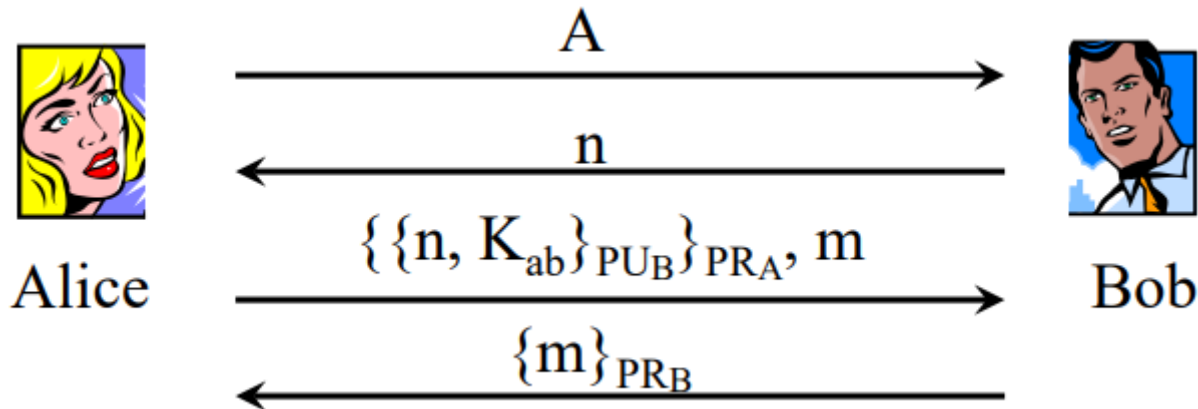 A
n
{{n, K_ab}_PU_B}_PR_A, m
Alice
Bob
{m}_PR_B